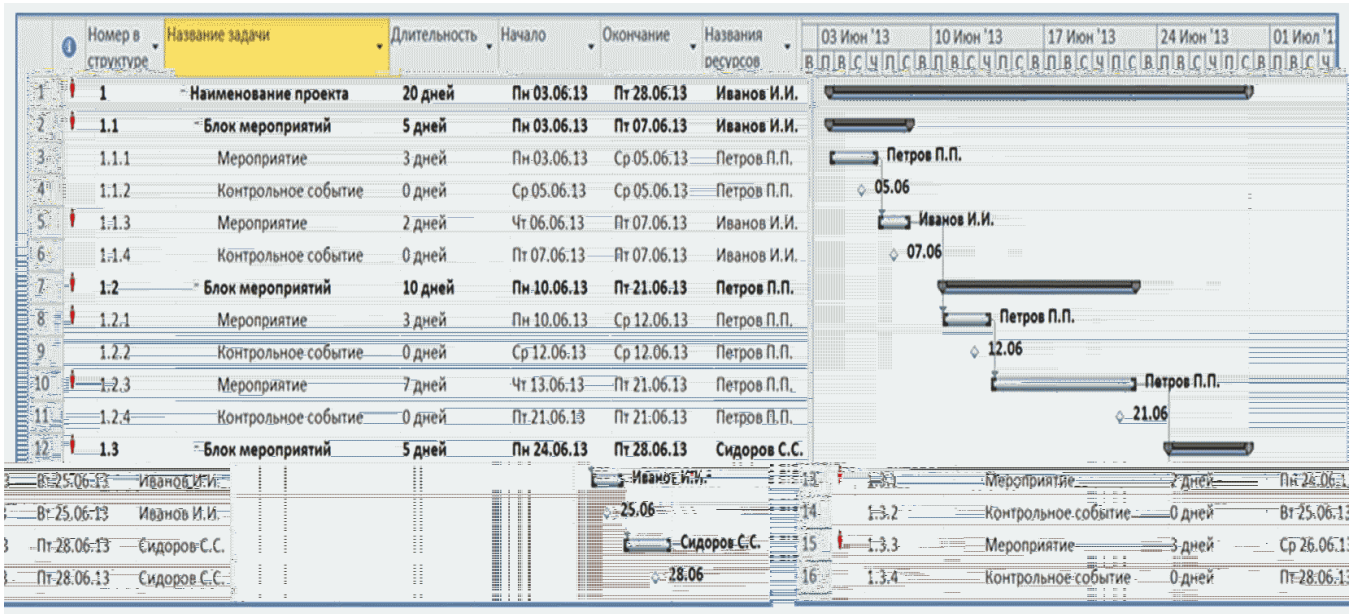 Номер в структуре Название задачи Длительность Начало Окончание Названия ресурсов 03 Июн '13 10 Июн '13 17 Июн '13 24 Июн '13 01 Июл '1
В П В С Ч П С В П В С Ч П С В П В С Ч П С В П В С Ч П С В П В С Ч
1 1 Наименование проекта 20 дней Пн 03.06.13 Пт 28.06.13 Иванов И.И.
2 1.1 Блок мероприятий 5 дней Пн 03.06.13 Пт 07.06.13 Иванов И.И.
3 1.1.1 Мероприятие 3 дней Пн 03.06.13 Ср 05.06.13 Петров П.П. Петров П.П.
4 1.1.2 Контрольное событие 0 дней Ср 05.06.13 Ср 05.06.13 Петров П.П. 05.06
5 1.1.3 Мероприятие 2 дней Чт 06.06.13 Пт 07.06.13 Иванов И.И. Иванов И.И.
6 1.1.4 Контрольное событие 0 дней Пт 07.06.13 Пт 07.06.13 Иванов И.И. 07.06
7 1.2 Блок мероприятий 10 дней Пн 10.06.13 Пт 21.06.13 Петров П.П.
8 1.2.1 Мероприятие 3 дней Пн 10.06.13 Ср 12.06.13 Петров П.П. Петров П.П.
9 1.2.2 Контрольное событие 0 дней Ср 12.06.13 Ср 12.06.13 Петров П.П. 12.06
10 1.2.3 Мероприятие 7 дней Чт 13.06.13 Пт 21.06.13 Петров П.П. Петров П.П.
11 1.2.4 Контрольное событие 0 дней Пт 21.06.13 Пт 21.06.13 Петров П.П. 21.06
12 1.3 Блок мероприятий 5 дней Пн 24.06.13 Пт 28.06.13 Сидоров С.С.
3 Вт 25.06.13 Иванов И.И. Иванов И.И. 13 1.3.1 Мероприятие 2 дней Пн 24.06.1
Вт 25.06.13 Иванов И.И. 25.06 14 1.3.2 Контрольное событие 0 дней Вт 25.06.13
3 Пт 28.06.13 Сидоров С.С. Сидоров С.С. 15 1.3.3 Мероприятие 3 дней Ср 26.06.1
Пт 28.06.13 Сидоров С.С. 28.06 16 1.3.4 Контрольное событие 0 дней Пт 28.06.13